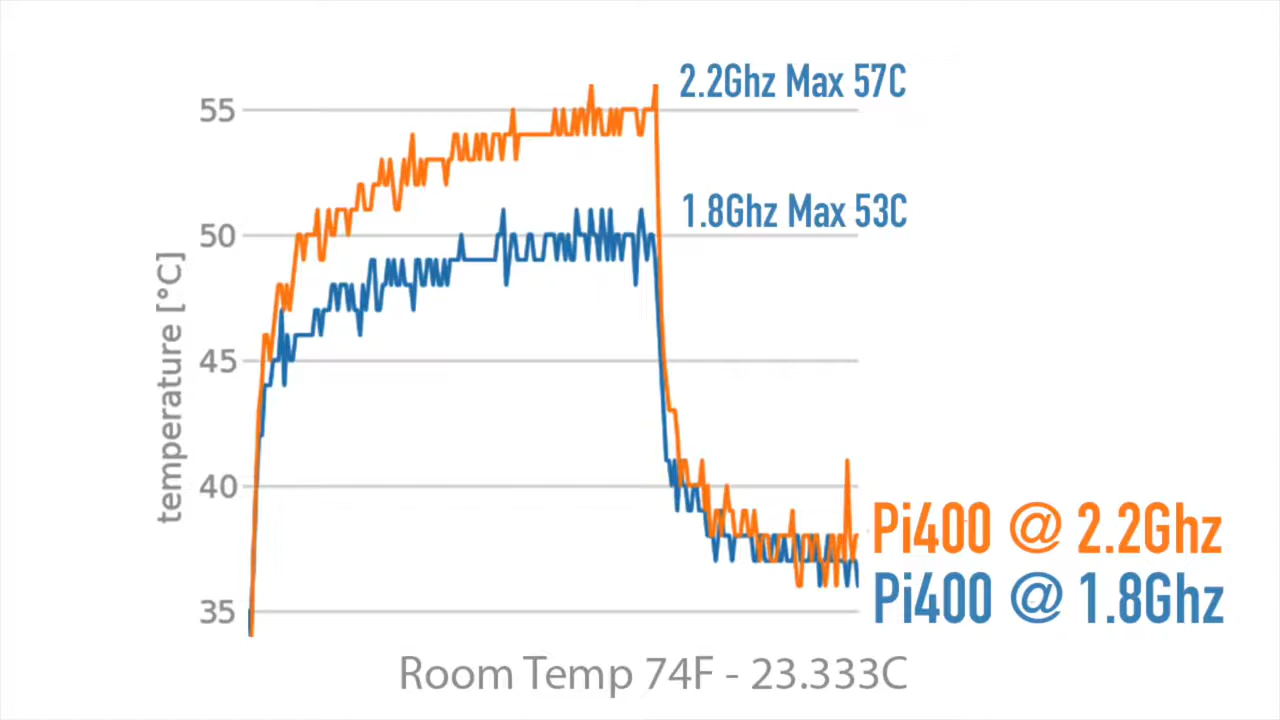 2.2Ghz Max 57C
55
1.8Ghz Max 53C
50
temperature [°C]
45
40
Pi400 @ 2.2Ghz
Pi400 @ 1.8Ghz
35
Room Temp 74F - 23.333C